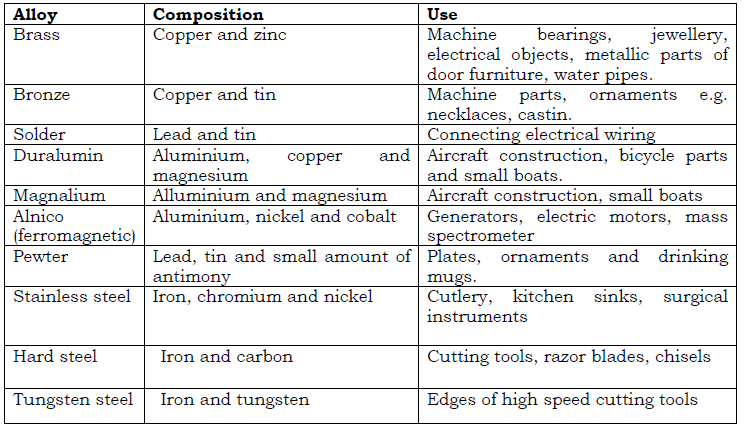 Alloy Composition Use
Brass Copper and zinc Machine bearings, jewellery,
electrical objects, metallic parts of
door furniture, water pipes.
Bronze Copper and tin Machine parts, ornaments e.g.
necklaces, castin.
Solder Lead and tin Connecting electrical wiring
Duralumin Aluminium, copper and Aircraft construction, bicycle parts
magnesium and small boats.
Magnalium Alluminium and magnesium Aircraft construction, small boats
Alnico Aluminium, nickel and cobalt Generators, electric motors, mass
(ferromagnetic) spectrometer
Pewter Lead, tin and small amount of Plates, ornaments and drinking
antimony mugs.
Stainless steel Iron, chromium and nickel Cutlery, kitchen sinks, surgical
instruments
Hard steel Iron and carbon Cutting tools, razor blades, chisels
Tungsten steel Iron and tungsten Edges of high speed cutting tools